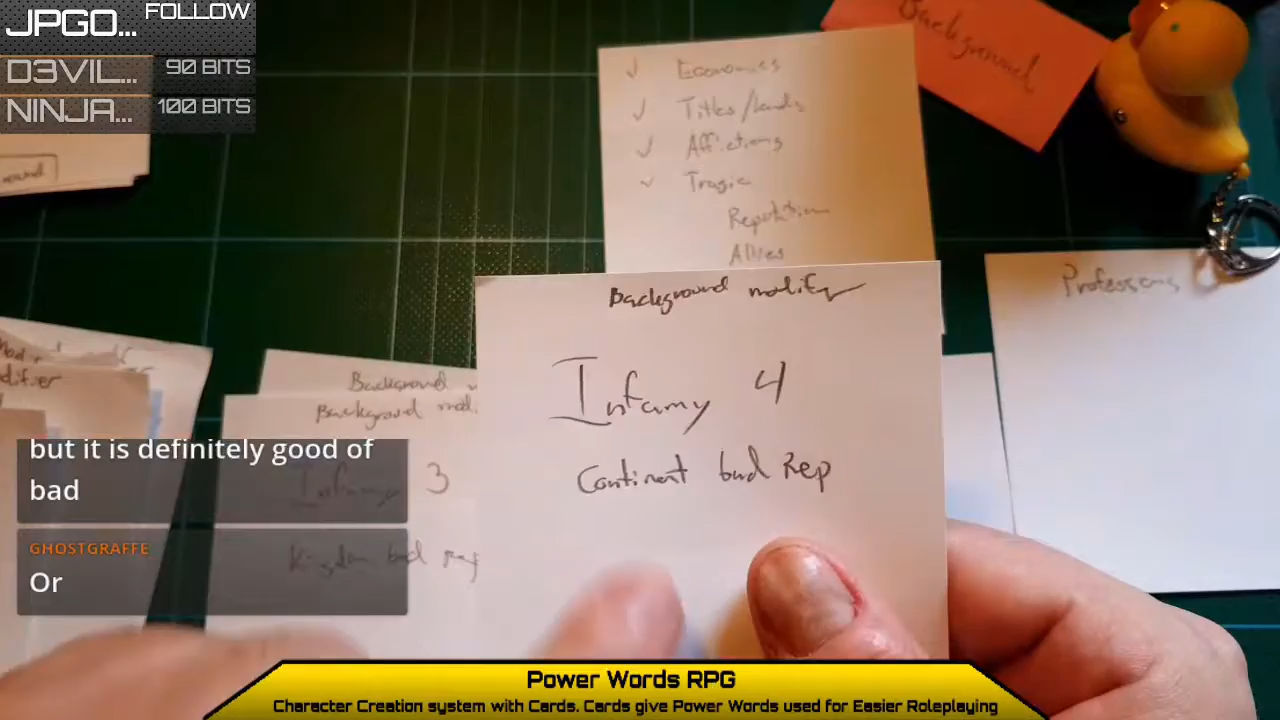 JPGO...
FOLLOW
D3VIL...
90 BITS
NINJA...
100 BITS
Background
Economics
Titles/lands
Afflictions
Tragic
Reputation
Allies
Professions
Background modifier
Infamy 4
Continent bad Rep
Background
Background modi.
Infamy 3
Kingdom bad rep
difier
but it is definitely good of
bad
GHOSTGRAFFE
Or
Power Words RPG
Character Creation system with Cards. Cards give Power Words used for Easier Roleplaying